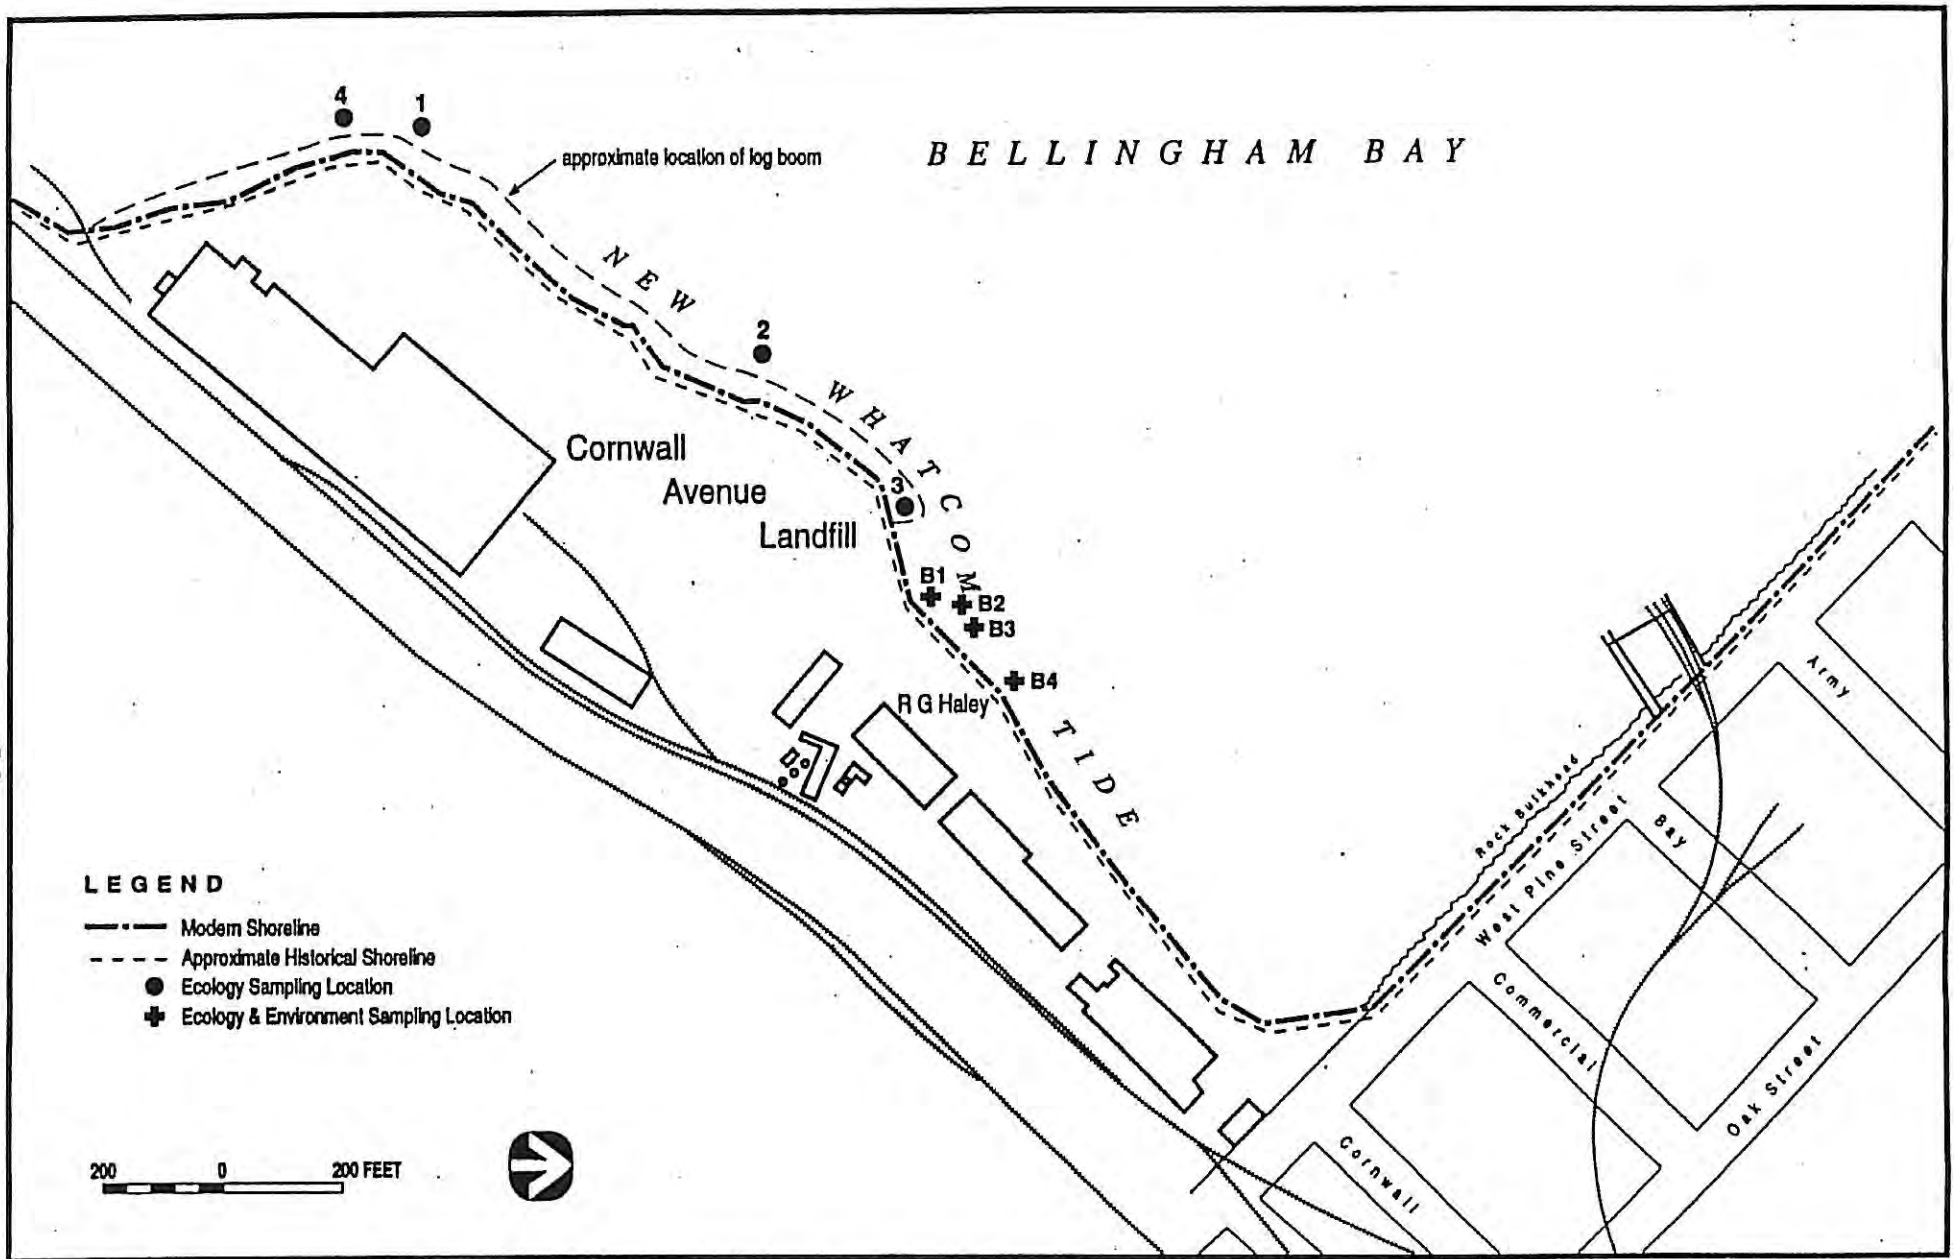 4
1
approximate location of log boom
BELLINGHAM BAY
NEW WHATCOM TIDE
2
Cornwall
Avenue
Landfill
3
B1
B2
B3
B4
R G Haley
Army
Rock Bulkhead
West Pine Street
Bay
Commercial
Oak Street
Cornwall
LEGEND
Modern Shoreline
Approximate Historical Shoreline
Ecology Sampling Location
Ecology & Environment Sampling Location
200 0 200 FEET